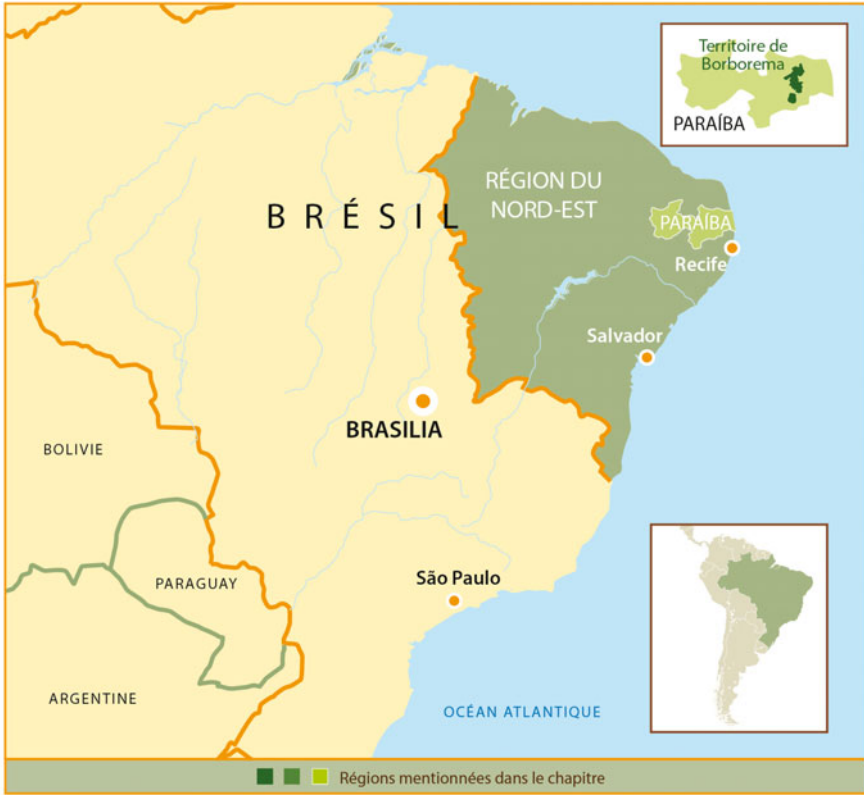 Territoire de
Borborema
PARAÍBA
RÉGION DU
NORD-EST
BRÉSIL
PARAÍBA
Recife
Salvador
BRASILIA
BOLIVIE
São Paulo
PARAGUAY
ARGENTINE
OCÉAN ATLANTIQUE
Régions mentionnées dans le chapitre